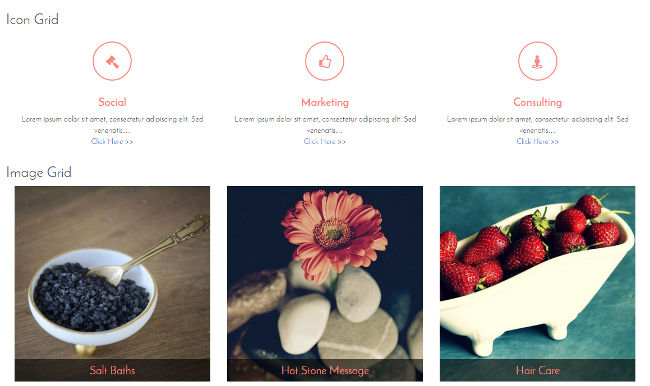 Icon Grid
Social
Lorem ipsum dolor sit amet, consectetur adipiscing elit. Sed
venenatis....
Click Here >>
Marketing
Lorem ipsum dolor sit amet, consectetur adipiscing elit. Sed
venenatis....
Click Here >>
Consulting
Lorem ipsum dolor sit amet, consectetur adipiscing elit. Sed
venenatis....
Click Here >>
Image Grid
Salt Baths
Hot Stone Message
Hair Care